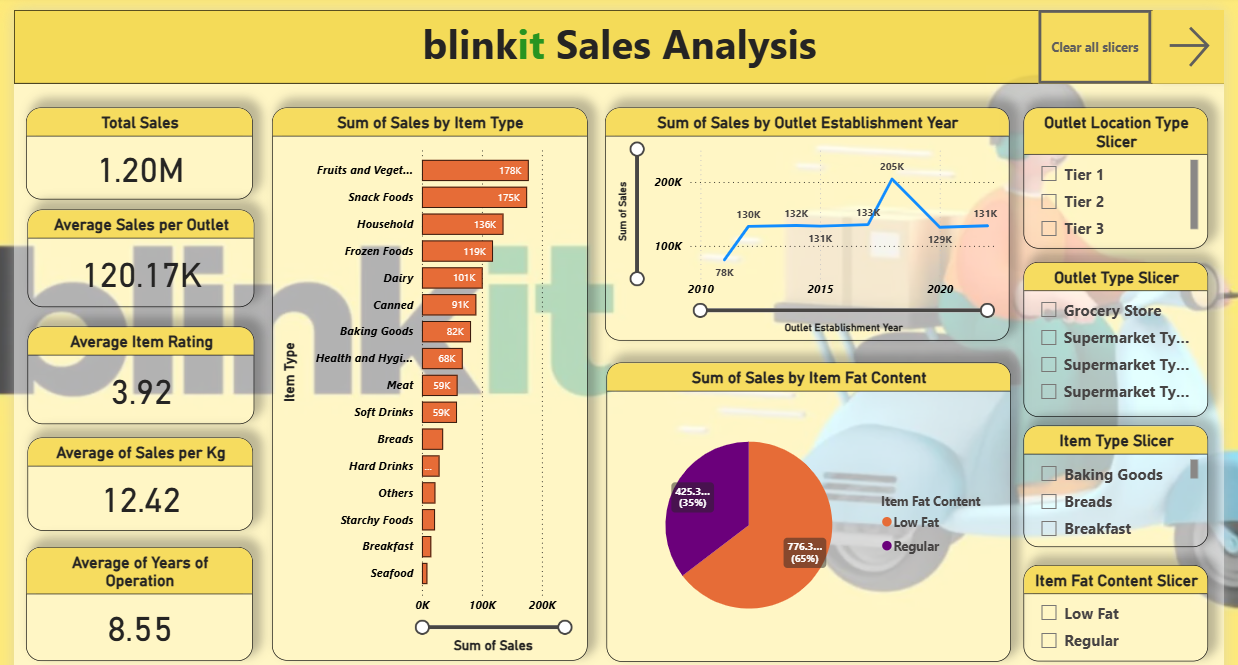 blinkit Sales Analysis
Clear all slicers
Total Sales
1.20M
Average Sales per Outlet
120.17K
Average Item Rating
3.92
Average of Sales per Kg
12.42
Average of Years of
Operation
8.55
Sum of Sales by Item Type
Item Type
Fruits and Veget... 178K
Snack Foods 175K
Household 136K
Frozen Foods 119K
Dairy 101K
Canned 91K
Baking Goods 82K
Health and Hygi... 68K
Meat 59K
Soft Drinks 59K
Breads
Hard Drinks ...
Others
Starchy Foods
Breakfast
Seafood
0K 100K 200K
Sum of Sales
Sum of Sales by Outlet Establishment Year
Sum of Sales
200K
100K
78K
130K
132K
131K
133K
205K
129K
131K
2010 2015 2020
Outlet Establishment Year
Sum of Sales by Item Fat Content
425.3...
(35%)
776.3...
(65%)
Item Fat Content
Low Fat
Regular
Outlet Location Type
Slicer
Tier 1
Tier 2
Tier 3
Outlet Type Slicer
Grocery Store
Supermarket Ty...
Supermarket Ty...
Supermarket Ty...
Item Type Slicer
Baking Goods
Breads
Breakfast
Item Fat Content Slicer
Low Fat
Regular
blinkit